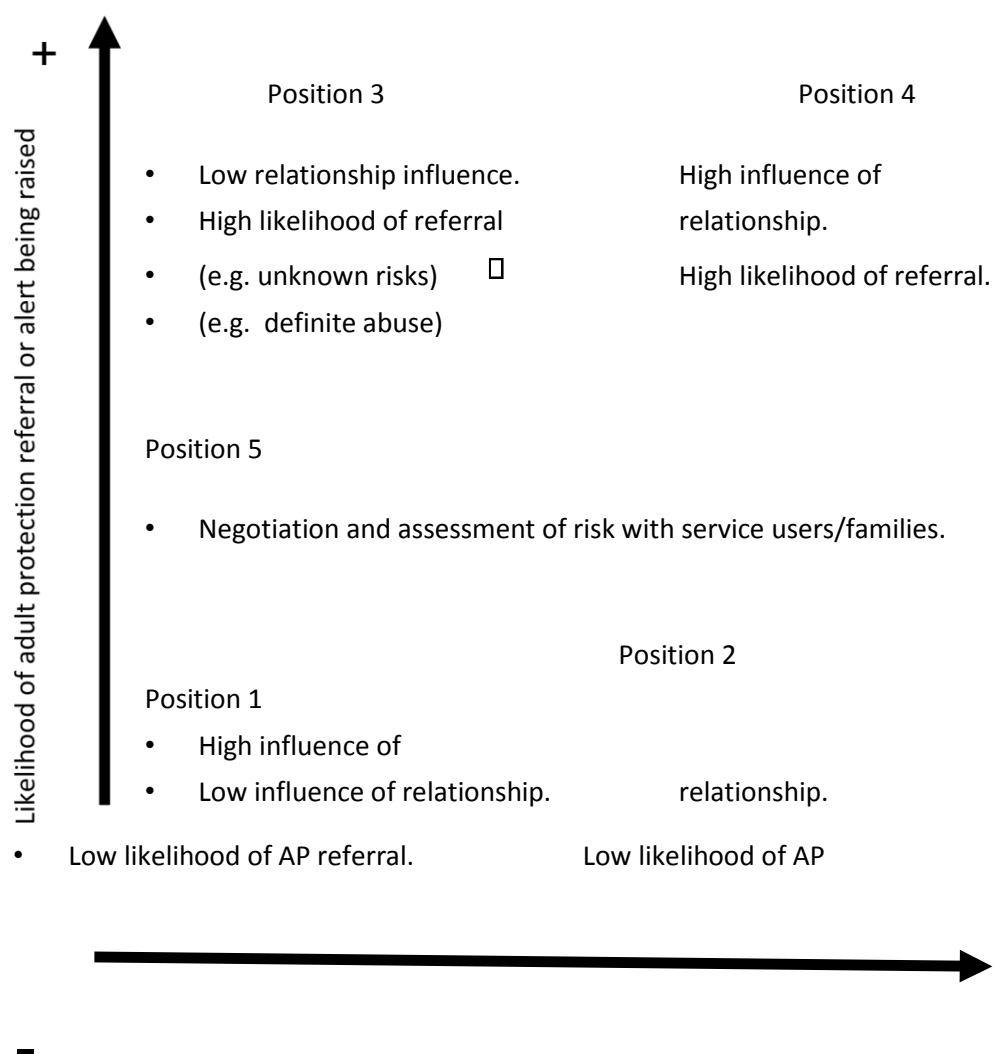 +
Likelihood of adult protection referral or alert being raised
Position 3 Position 4
• Low relationship influence. High influence of
• High likelihood of referral relationship.
• (e.g. unknown risks) High likelihood of referral.
• (e.g. definite abuse)
Position 5
• Negotiation and assessment of risk with service users/families.
Position 2
Position 1
• High influence of
• Low influence of relationship. relationship.
• Low likelihood of AP referral. Low likelihood of AP